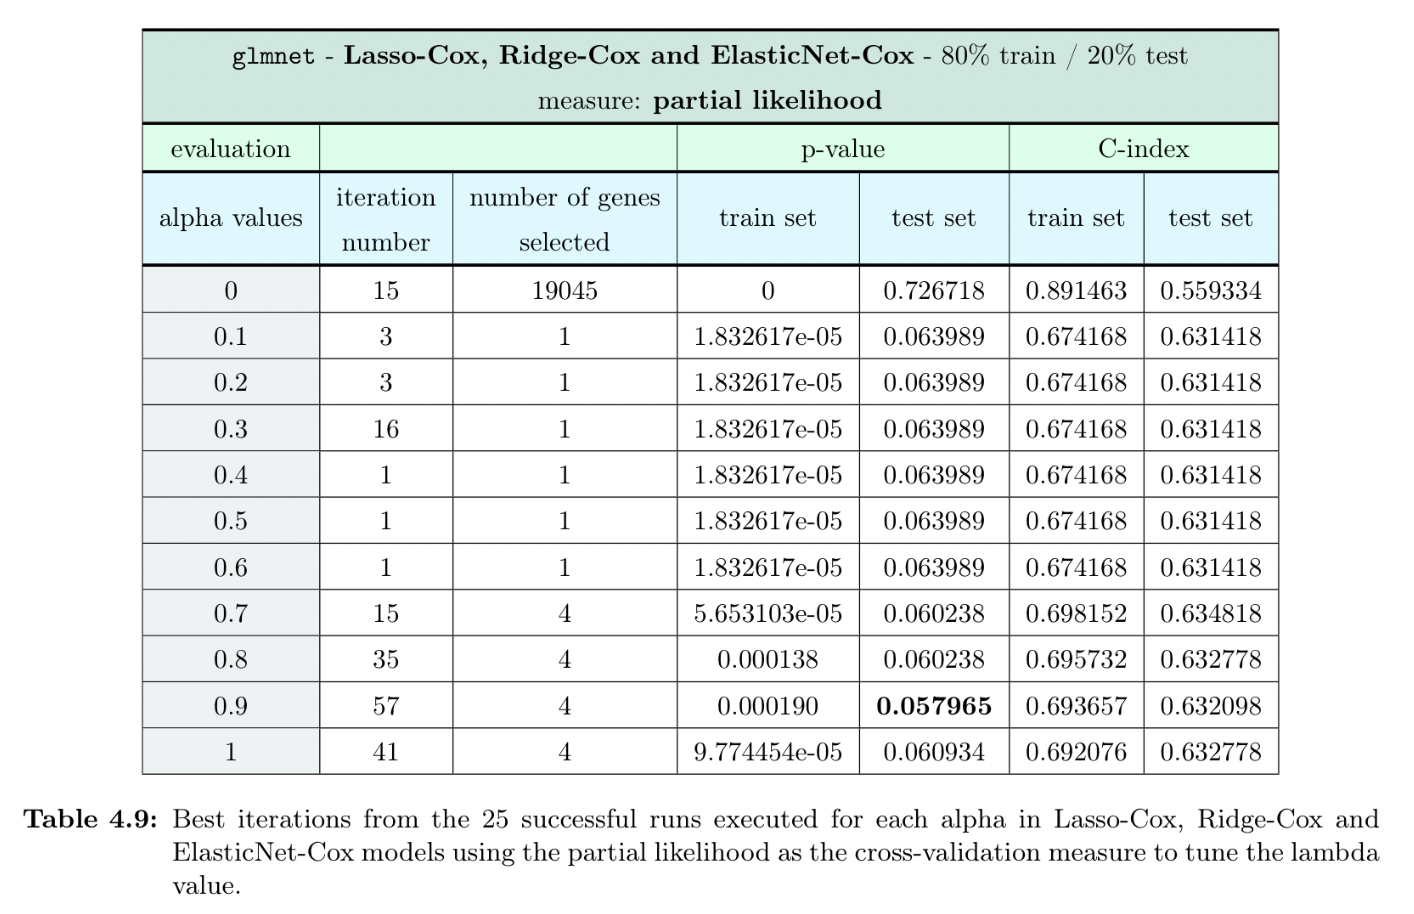 glmnet - Lasso-Cox, Ridge-Cox and ElasticNet-Cox - 80% train / 20% test
measure: partial likelihood
evaluation p-value C-index
alpha values iteration number number of genes selected train set test set train set test set
0 15 19045 0 0.726718 0.891463 0.559334
0.1 3 1 1.832617e-05 0.063989 0.674168 0.631418
0.2 3 1 1.832617e-05 0.063989 0.674168 0.631418
0.3 16 1 1.832617e-05 0.063989 0.674168 0.631418
0.4 1 1 1.832617e-05 0.063989 0.674168 0.631418
0.5 1 1 1.832617e-05 0.063989 0.674168 0.631418
0.6 1 1 1.832617e-05 0.063989 0.674168 0.631418
0.7 15 4 5.653103e-05 0.060238 0.698152 0.634818
0.8 35 4 0.000138 0.060238 0.695732 0.632778
0.9 57 4 0.000190 0.057965 0.693657 0.632098
1 41 4 9.774454e-05 0.060934 0.692076 0.632778
Table 4.9: Best iterations from the 25 successful runs executed for each alpha in Lasso-Cox, Ridge-Cox and
ElasticNet-Cox models using the partial likelihood as the cross-validation measure to tune the lambda
value.